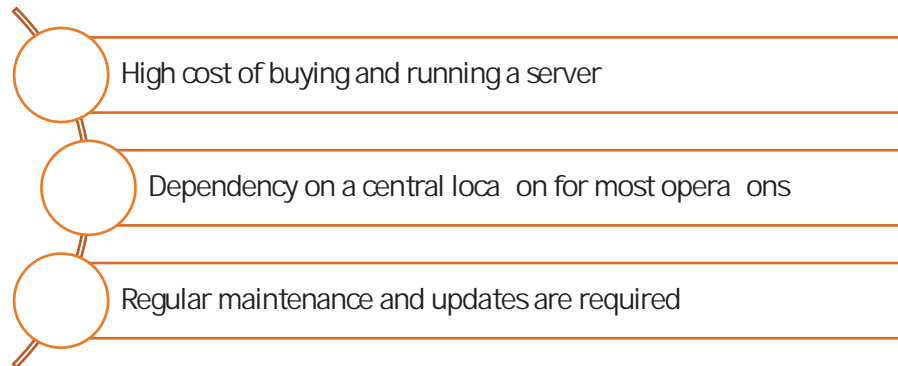 High cost of buying and running a server
Dependency on a central loca on for most opera ons
Regular maintenance and updates are required